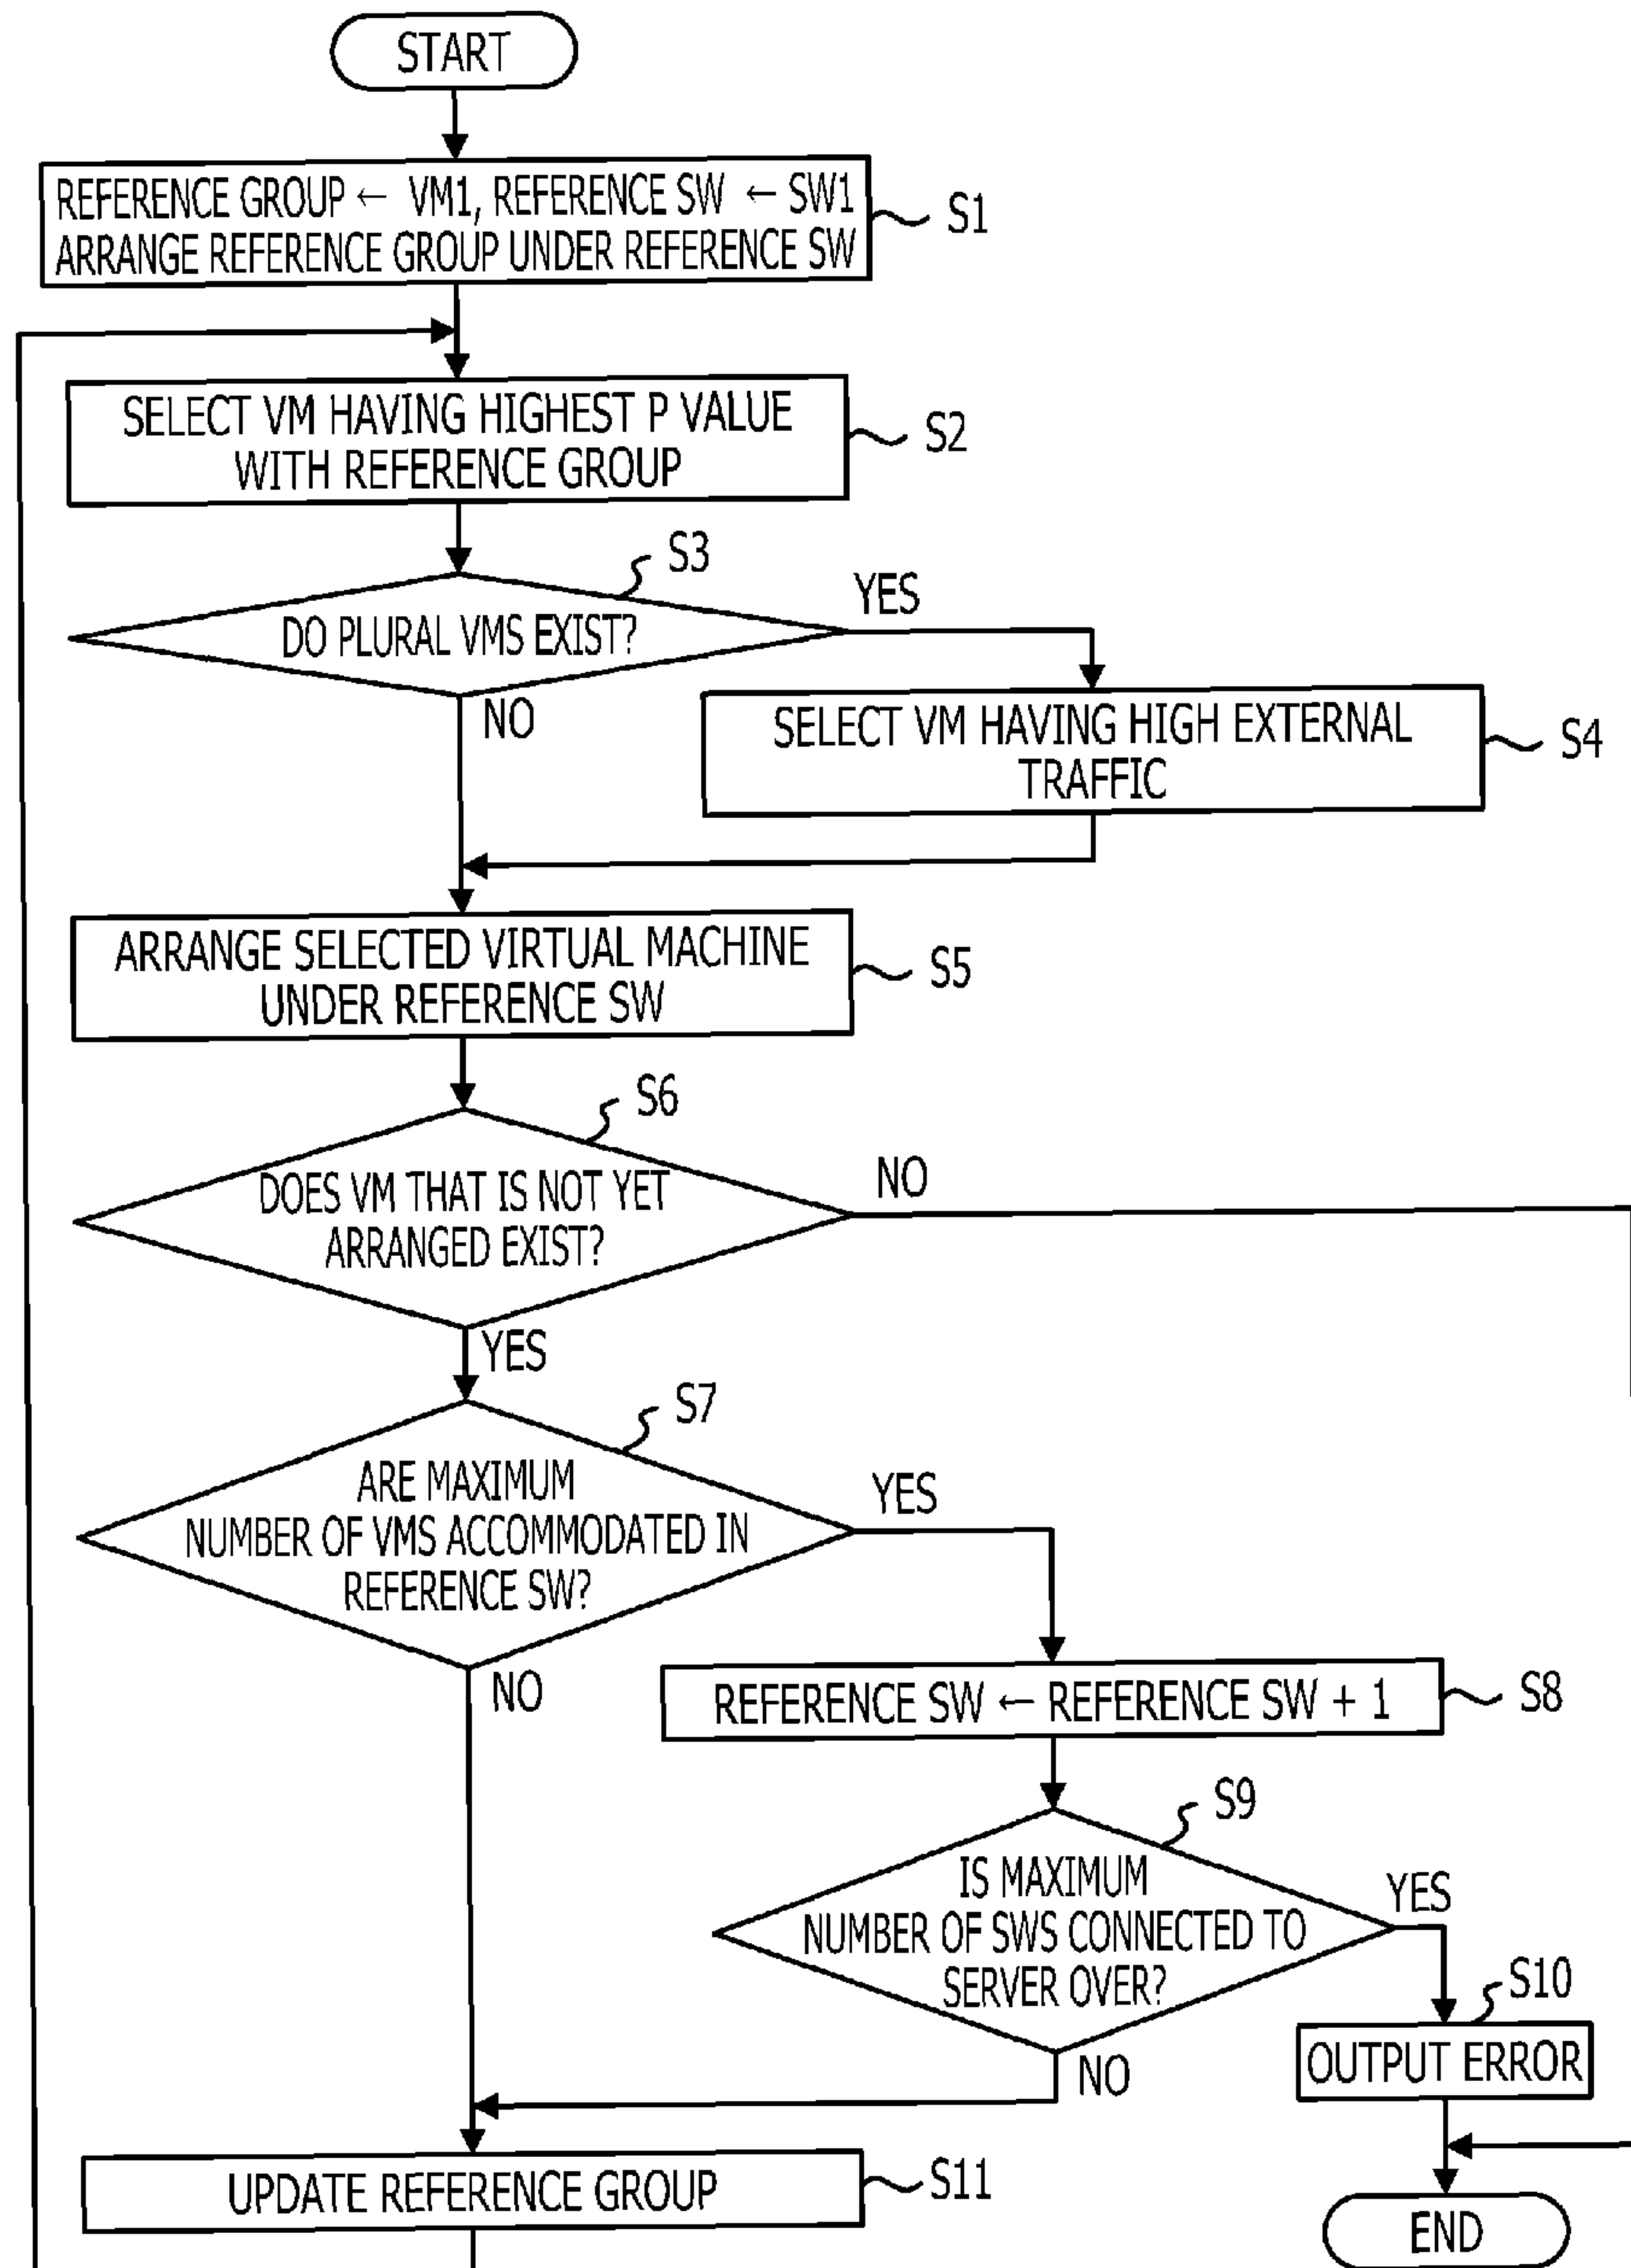 START
REFERENCE GROUP ← VM1, REFERENCE SW ← SW1
ARRANGE REFERENCE GROUP UNDER REFERENCE SW
S1
SELECT VM HAVING HIGHEST P VALUE
WITH REFERENCE GROUP
S2
S3
DO PLURAL VMS EXIST?
YES
NO
SELECT VM HAVING HIGH EXTERNAL
TRAFFIC
S4
ARRANGE SELECTED VIRTUAL MACHINE
UNDER REFERENCE SW
S5
S6
DOES VM THAT IS NOT YET
ARRANGED EXIST?
NO
YES
S7
ARE MAXIMUM
NUMBER OF VMS ACCOMMODATED IN
REFERENCE SW?
YES
NO
REFERENCE SW ← REFERENCE SW + 1
S8
S9
IS MAXIMUM
NUMBER OF SWS CONNECTED TO
SERVER OVER?
YES
NO
S10
OUTPUT ERROR
UPDATE REFERENCE GROUP
S11
END